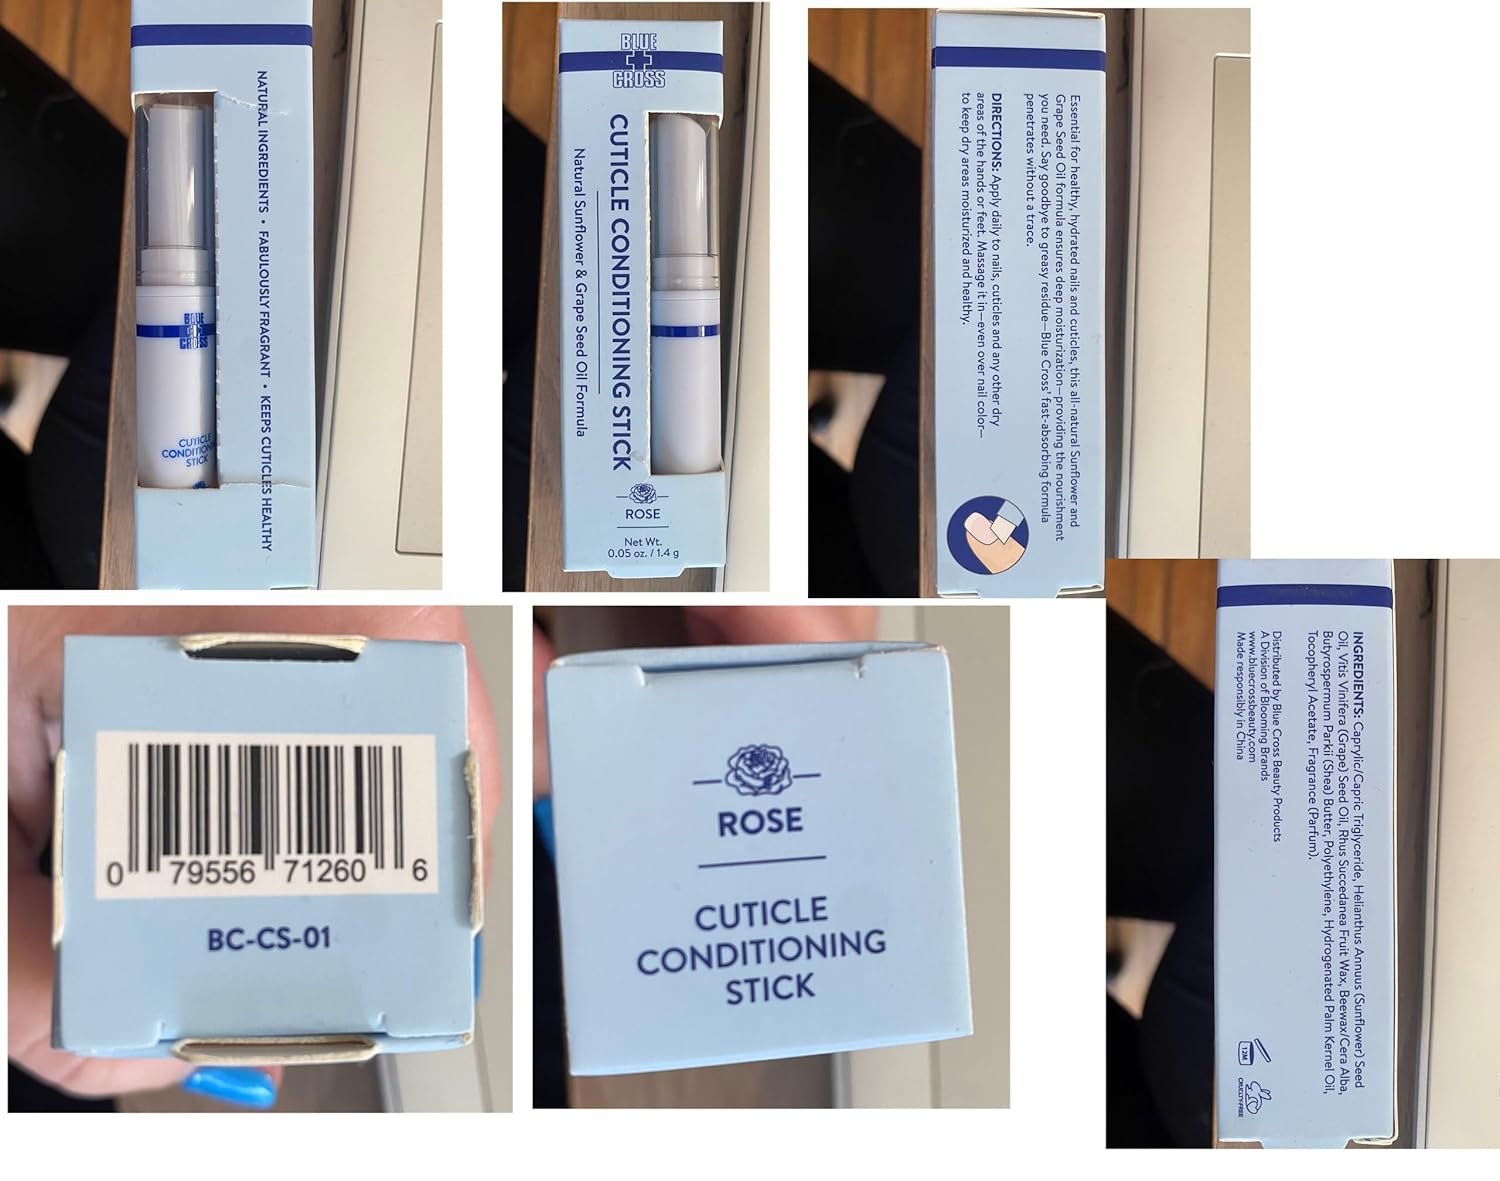 NATURAL INGREDIENTS • FABULOUSLY FRAGRANT • KEEPS CUTICLES HEALTHY
BLUE
CROSS
CUTICLE
CONDITIONING
STICK
BLUE
CROSS
CUTICLE CONDITIONING STICK
Natural Sunflower & Grape Seed Oil Formula
ROSE
Net Wt.
0.05 oz. / 1.4 g
Essential for healthy, hydrated nails and cuticles, this all-natural Sunflower and
Grape Seed Oil formula ensures deep moisturization—providing the nourishment
you need. Say goodbye to greasy residue—Blue Cross' fast-absorbing formula
penetrates without a trace.
DIRECTIONS: Apply daily to nails, cuticles and any other dry
areas of the hands or feet. Massage it in—even over nail color—
to keep dry areas moisturized and healthy.
0 79556 71260 6
BC-CS-01
ROSE
CUTICLE
CONDITIONING
STICK
INGREDIENTS: Caprylic/Capric Triglyceride, Helianthus Annuus (Sunflower) Seed
Oil, Vitis Vinifera (Grape) Seed Oil, Rhus Succedanea Fruit Wax, Beewax/Cera Alba,
Butyrospermum Parkii (Shea) Butter, Polyethylene, Hydrogenated Palm Kernel Oil,
Tocopheryl Acetate, Fragrance (Parfum).
Distributed by Blue Cross Beauty Products
A Division of Blooming Brands
www.bluecrossbeauty.com
Made responsibly in China
12M
CRUELTY-FREE